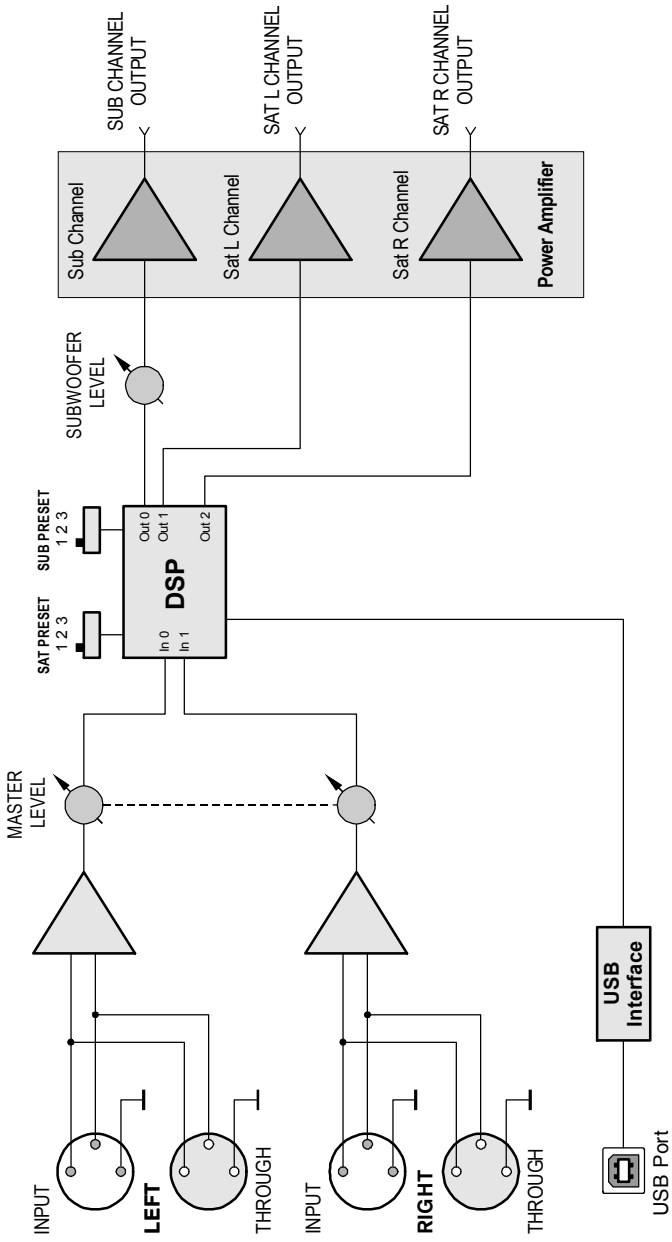 INPUT
LEFT
THROUGH
INPUT
RIGHT
THROUGH
USB Port
USB
Interface
MASTER
LEVEL
SAT PRESET
1 2 3
SUB PRESET
1 2 3
In 0
In 1
DSP
Out 0
Out 1
Out 2
SUBWOOFER
LEVEL
Sub Channel
Sat L Channel
Sat R Channel
Power Amplifier
SUB CHANNEL
OUTPUT
SAT L CHANNEL
OUTPUT
SAT R CHANNEL
OUTPUT